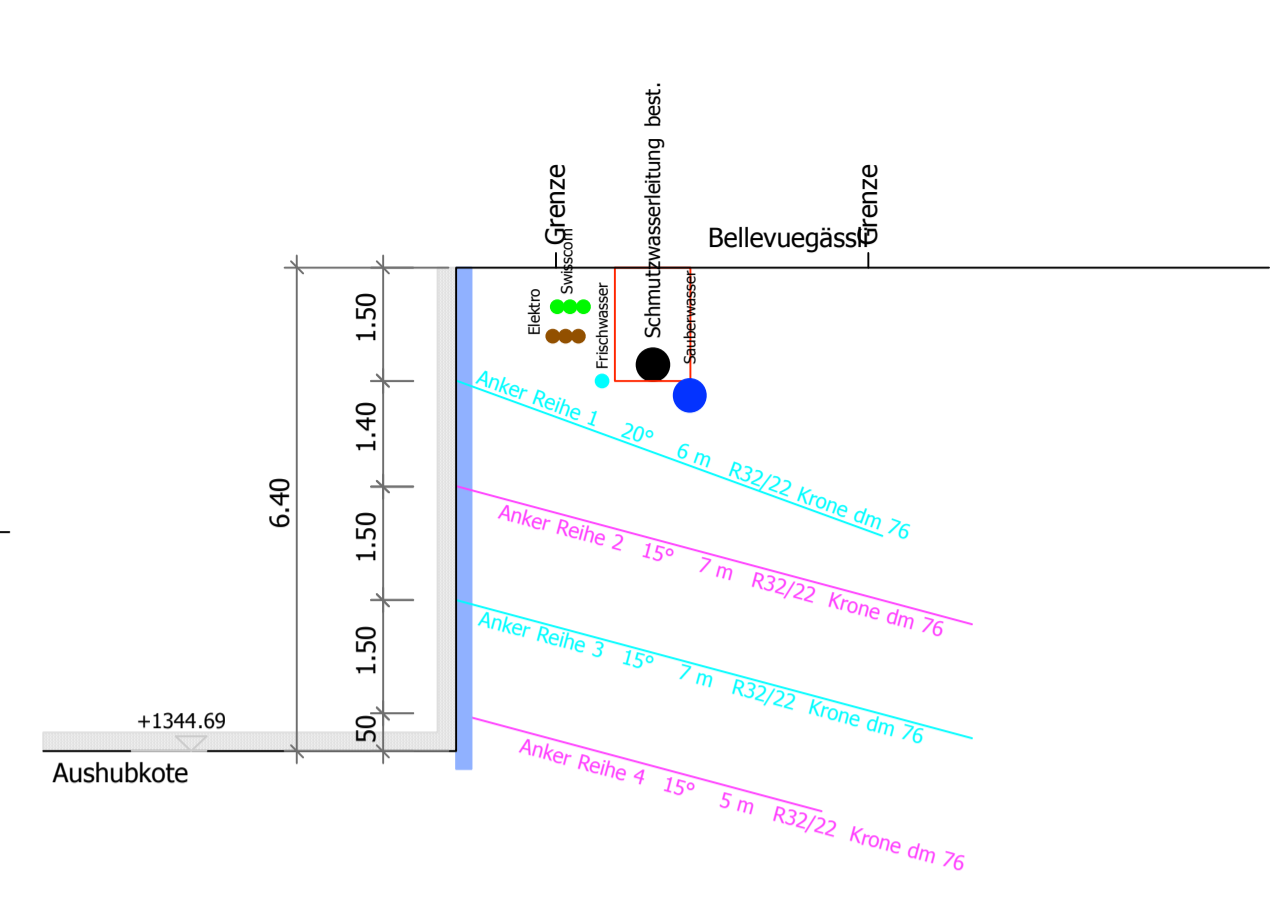 Schmutzwasserleitung best.
Grenze
Grenze
Bellevuegässli
Swisscom
Elektro
Frischwasser
Sauberwasser
1.50
1.40
1.50
1.50
50
6.40
Anker Reihe 1 20° 6 m R32/22 Krone dm 76
Anker Reihe 2 15° 7 m R32/22 Krone dm 76
Anker Reihe 3 15° 7 m R32/22 Krone dm 76
Anker Reihe 4 15° 5 m R32/22 Krone dm 76
+1344.69
Aushubkote